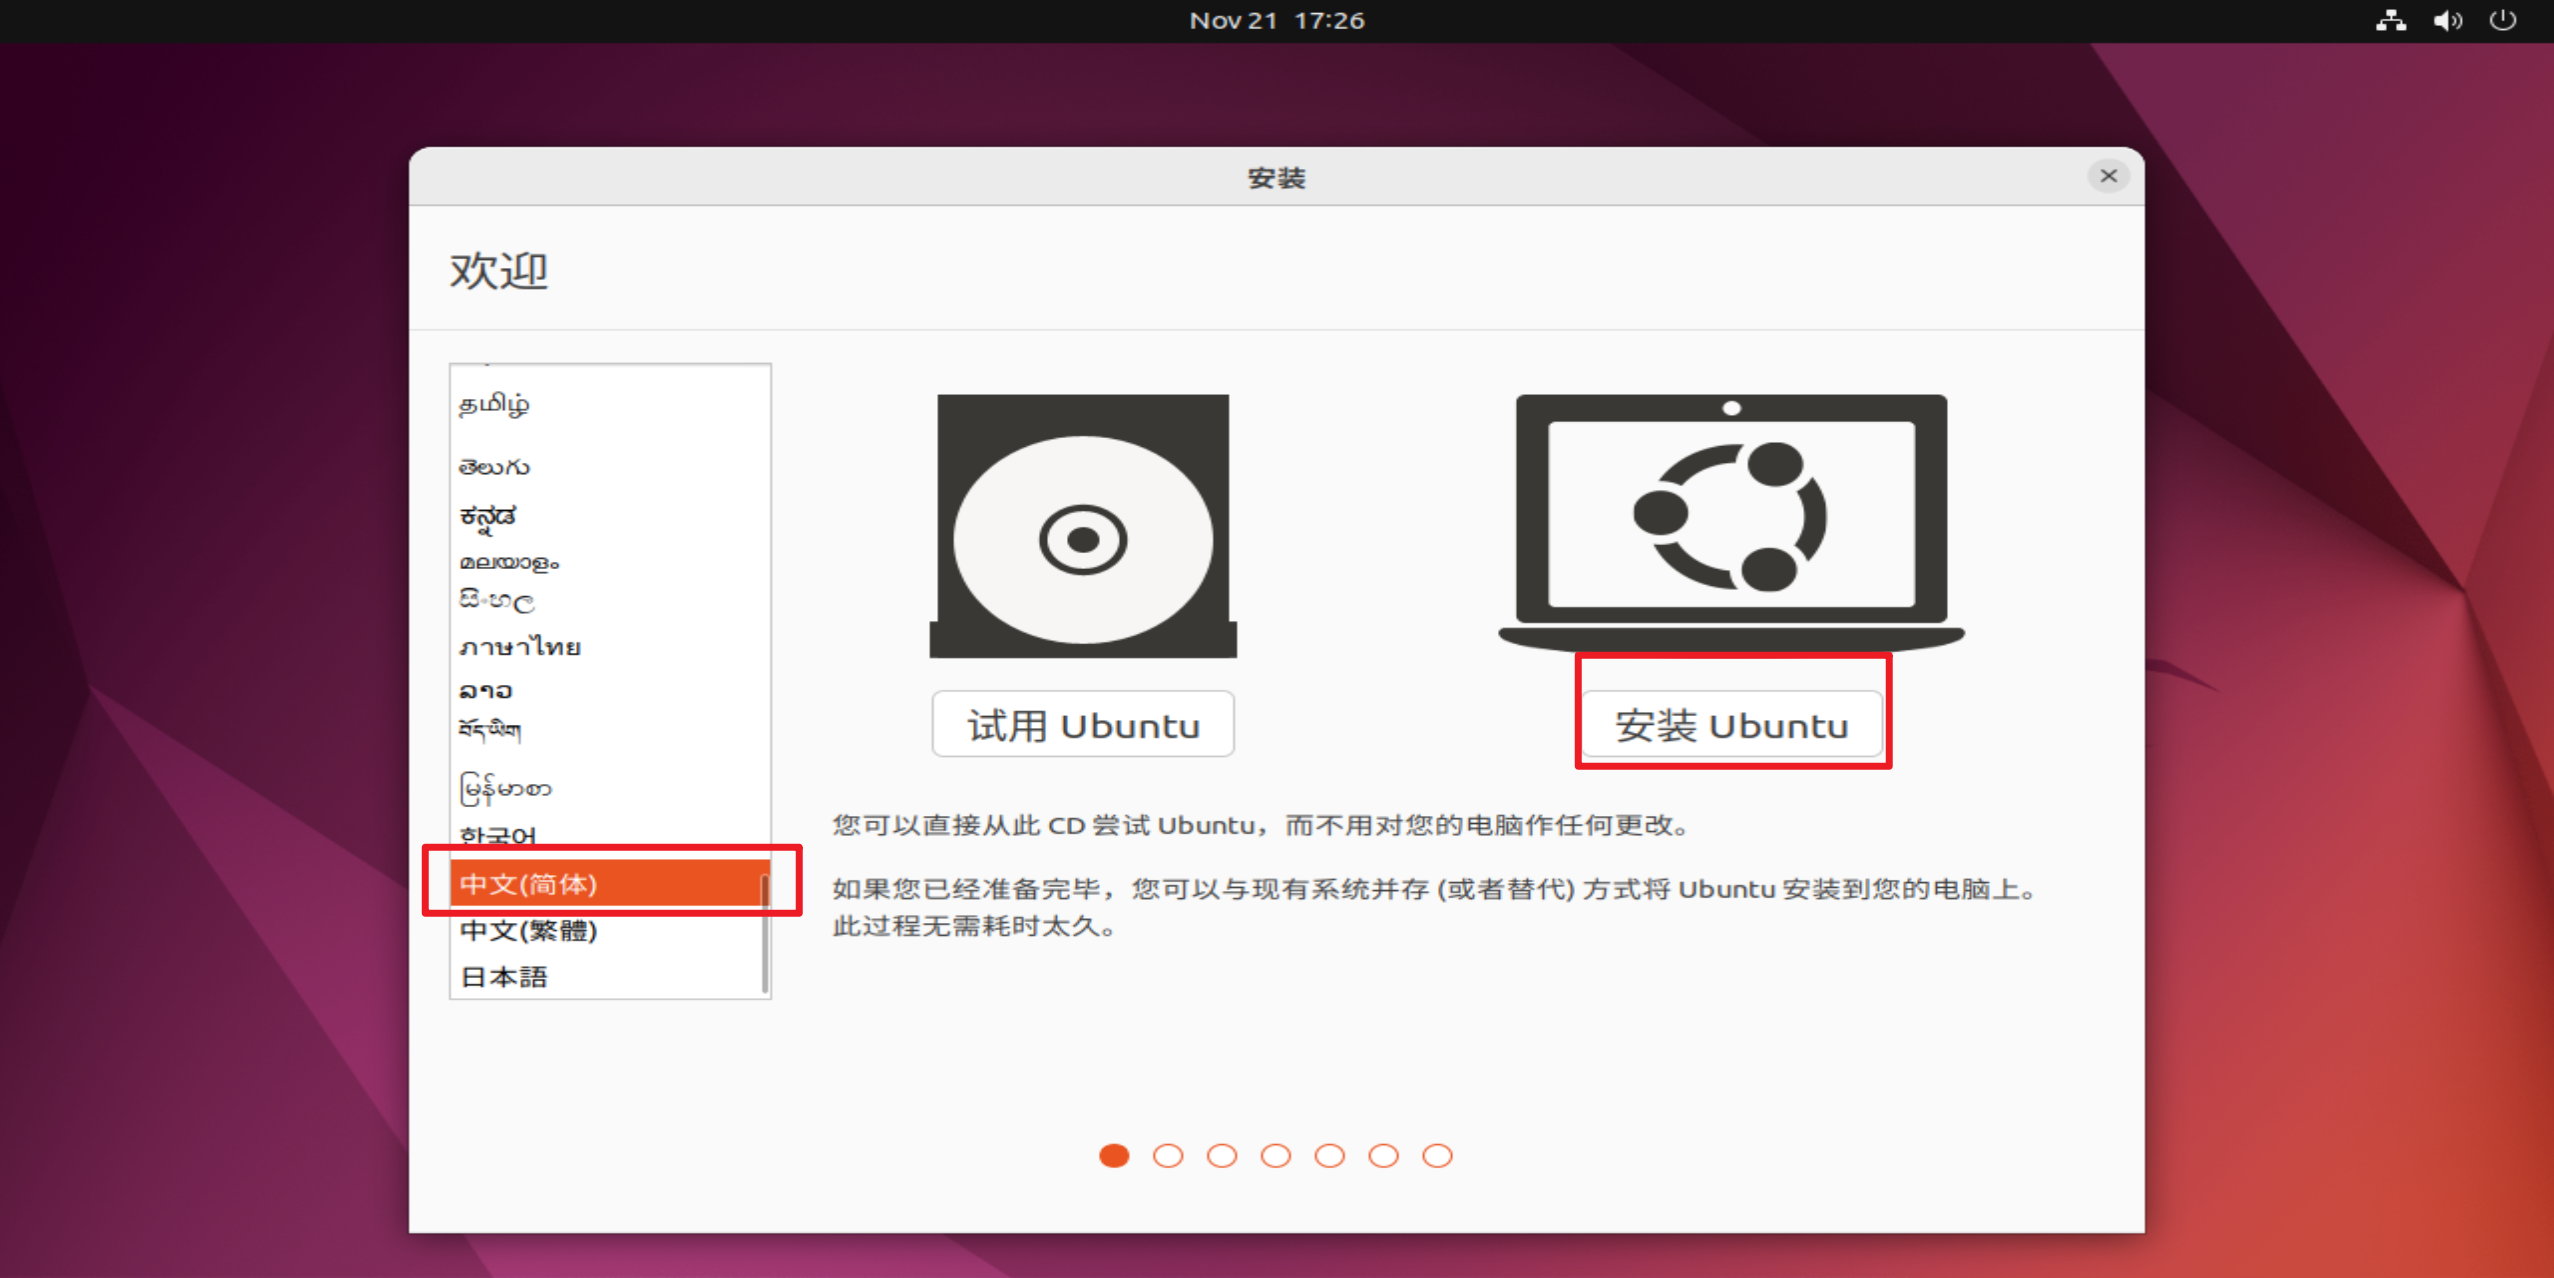 Nov 21 17:26
安装
欢迎
தமிழ்
తెలుగు
ಕನ್ನಡ
മലയാളം
සිංහල
ภาษาไทย
ລາວ
བོད་ཡིག
မြန်မာစာ
한국어
中文(简体)
中文(繁體)
日本語
试用 Ubuntu
安装 Ubuntu
您可以直接从此 CD 尝试 Ubuntu，而不用对您的电脑作任何更改。
如果您已经准备完毕，您可以与现有系统并存 (或者替代) 方式将 Ubuntu 安装到您的电脑上。
此过程无需耗时太久。